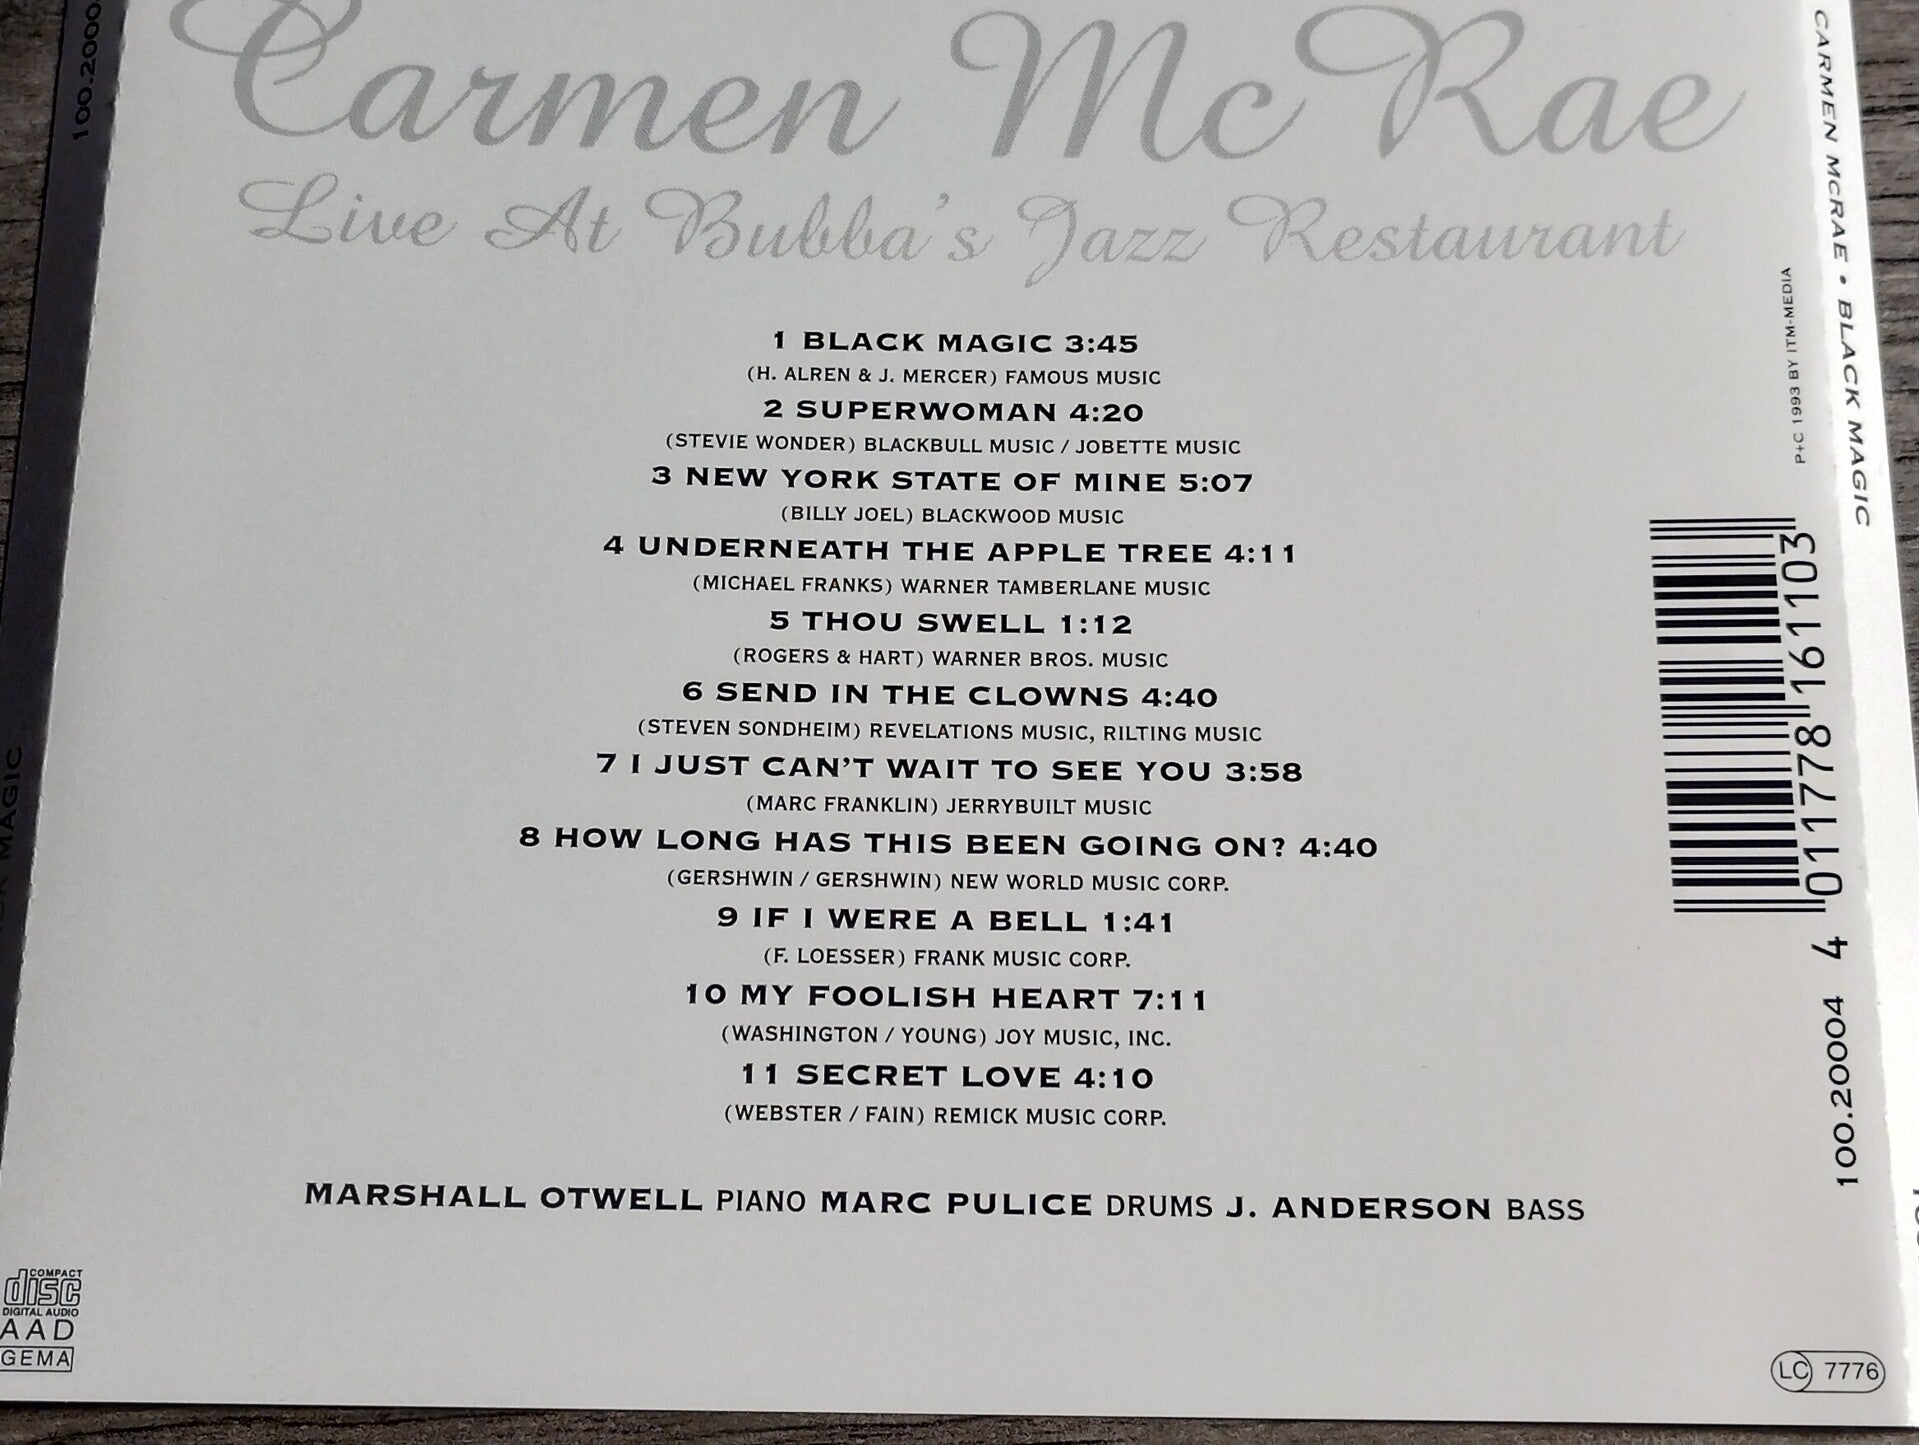 Carmen McRae
Live At Bubba's Jazz Restaurant
1 BLACK MAGIC 3:45
(H. ALREN & J. MERCER) FAMOUS MUSIC
2 SUPERWOMAN 4:20
(STEVIE WONDER) BLACKBULL MUSIC / JOBETTE MUSIC
3 NEW YORK STATE OF MINE 5:07
(BILLY JOEL) BLACKWOOD MUSIC
4 UNDERNEATH THE APPLE TREE 4:11
(MICHAEL FRANKS) WARNER TAMBERLANE MUSIC
5 THOU SWELL 1:12
(ROGERS & HART) WARNER BROS. MUSIC
6 SEND IN THE CLOWNS 4:40
(STEVEN SONDHEIM) REVELATIONS MUSIC, RILTING MUSIC
7 I JUST CAN'T WAIT TO SEE YOU 3:58
(MARC FRANKLIN) JERRYBUILT MUSIC
8 HOW LONG HAS THIS BEEN GOING ON? 4:40
(GERSHWIN / GERSHWIN) NEW WORLD MUSIC CORP.
9 IF I WERE A BELL 1:41
(F. LOESSER) FRANK MUSIC CORP.
10 MY FOOLISH HEART 7:11
(WASHINGTON / YOUNG) JOY MUSIC, INC.
11 SECRET LOVE 4:10
(WEBSTER / FAIN) REMICK MUSIC CORP.
MARSHALL OTWELL PIANO MARC PULICE DRUMS J. ANDERSON BASS
COMPACT
disc
DIGITAL AUDIO
AAD
GEMA
LC 7776
P+C 1993 BY ITM-MEDIA
4 011778 161103
100.20004
CARMEN MCRAE • BLACK MAGIC
100.2000
MAGIC